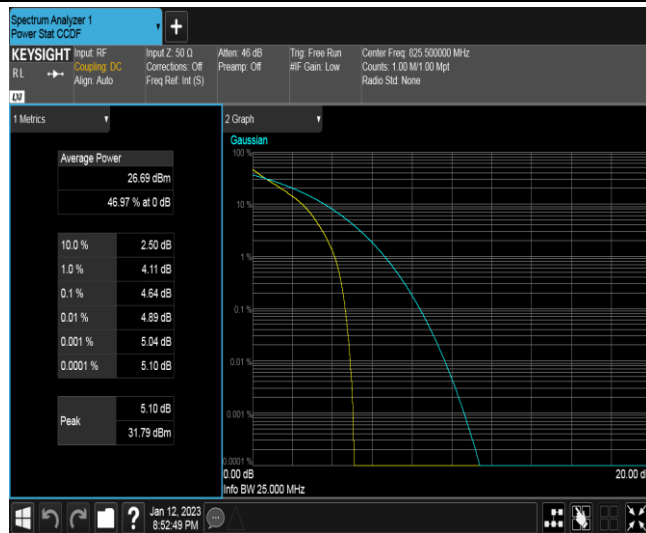 Spectrum Analyzer 1
Power Stat CCDF
+
KEYSIGHT
RL
LXI
Input: RF
Coupling: DC
Align: Auto
Input Z: 50 Ω
Corrections: Off
Freq Ref: Int (S)
Atten: 46 dB
Preamp: Off
Trig: Free Run
#IF Gain: Low
Center Freq: 825.500000 MHz
Counts: 1.00 M/1.00 Mpt
Radio Std: None
1 Metrics
Average Power
26.69 dBm
46.97 % at 0 dB
10.0 % 2.50 dB
1.0 % 4.11 dB
0.1 % 4.64 dB
0.01 % 4.89 dB
0.001 % 5.04 dB
0.0001 % 5.10 dB
Peak
5.10 dB
31.79 dBm
2 Graph
Gaussian
100 %
10 %
1 %
0.1 %
0.01 %
0.001 %
0.0001 %
0.00 dB
20.00 d
Info BW 25.000 MHz
?
Jan 12, 2023
8:52:49 PM